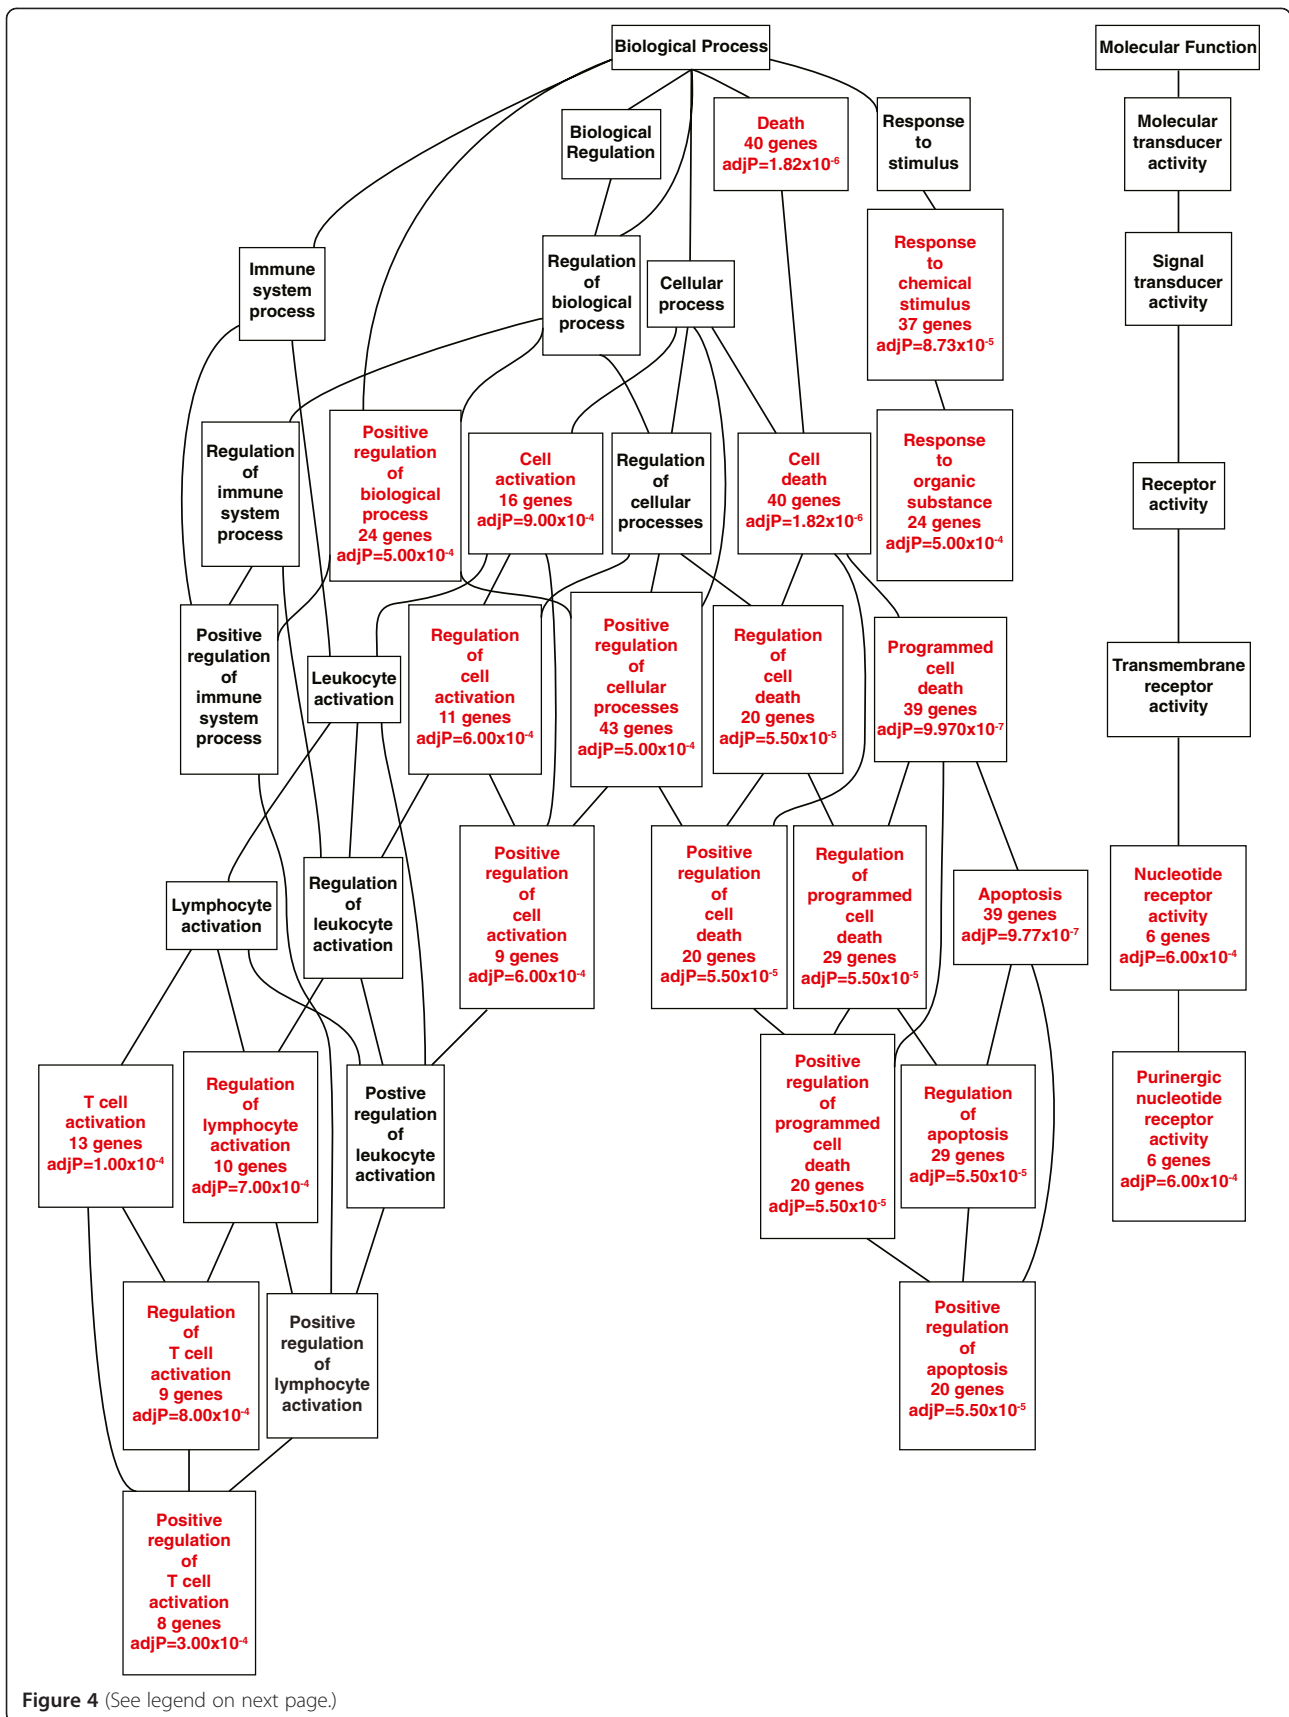 Biological Process
Molecular Function
Biological
Regulation
Death
40 genes
adjP=1.82x10⁻⁶
Response
to
stimulus
Molecular
transducer
activity
Immune
system
process
Regulation
of
biological
process
Cellular
process
Response
to
chemical
stimulus
37 genes
adjP=8.73x10⁻⁵
Signal
transducer
activity
Regulation
of
immune
system
process
Positive
regulation
of
biological
process
24 genes
adjP=5.00x10⁻⁴
Cell
activation
16 genes
adjP=9.00x10⁻⁴
Regulation
of
cellular
processes
Cell
death
40 genes
adjP=1.82x10⁻⁶
Response
to
organic
substance
24 genes
adjP=5.00x10⁻⁴
Receptor
activity
Positive
regulation
of
immune
system
process
Leukocyte
activation
Regulation
of
cell
activation
11 genes
adjP=6.00x10⁻⁴
Positive
regulation
of
cellular
processes
43 genes
adjP=5.00x10⁻⁴
Regulation
of
cell
death
20 genes
adjP=5.50x10⁻⁵
Programmed
cell
death
39 genes
adjP=9.970x10⁻⁷
Transmembrane
receptor
activity
Lymphocyte
activation
Regulation
of
leukocyte
activation
Positive
regulation
of
cell
activation
9 genes
adjP=6.00x10⁻⁴
Positive
regulation
of
cell
death
20 genes
adjP=5.50x10⁻⁵
Regulation
of
programmed
cell
death
29 genes
adjP=5.50x10⁻⁵
Apoptosis
39 genes
adjP=9.77x10⁻⁷
Nucleotide
receptor
activity
6 genes
adjP=6.00x10⁻⁴
T cell
activation
13 genes
adjP=1.00x10⁻⁴
Regulation
of
lymphocyte
activation
10 genes
adjP=7.00x10⁻⁴
Postive
regulation
of
leukocyte
activation
Positive
regulation
of
programmed
cell
death
20 genes
adjP=5.50x10⁻⁵
Regulation
of
apoptosis
29 genes
adjP=5.50x10⁻⁵
Purinergic
nucleotide
receptor
activity
6 genes
adjP=6.00x10⁻⁴
Regulation
of
T cell
activation
9 genes
adjP=8.00x10⁻⁴
Positive
regulation
of
lymphocyte
activation
Positive
regulation
of
apoptosis
20 genes
adjP=5.50x10⁻⁵
Positive
regulation
of
T cell
activation
8 genes
adjP=3.00x10⁻⁴
Figure 4 (See legend on next page.)